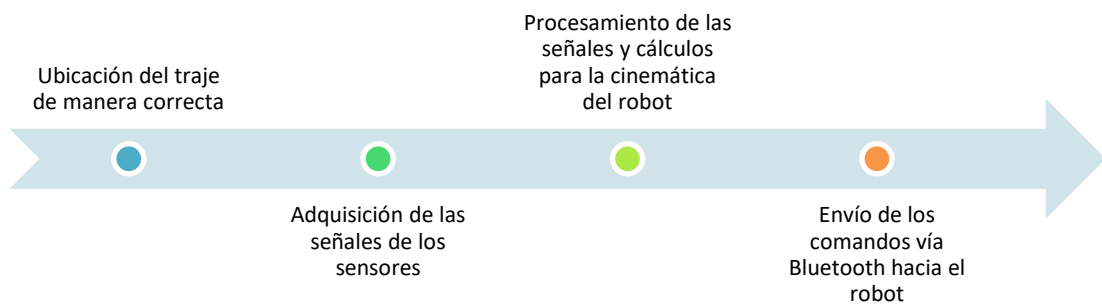 Ubicación del traje
de manera correcta
Adquisición de las
señales de los
sensores
Procesamiento de las
señales y cálculos
para la cinemática
del robot
Envío de los
comandos vía
Bluetooth hacia el
robot